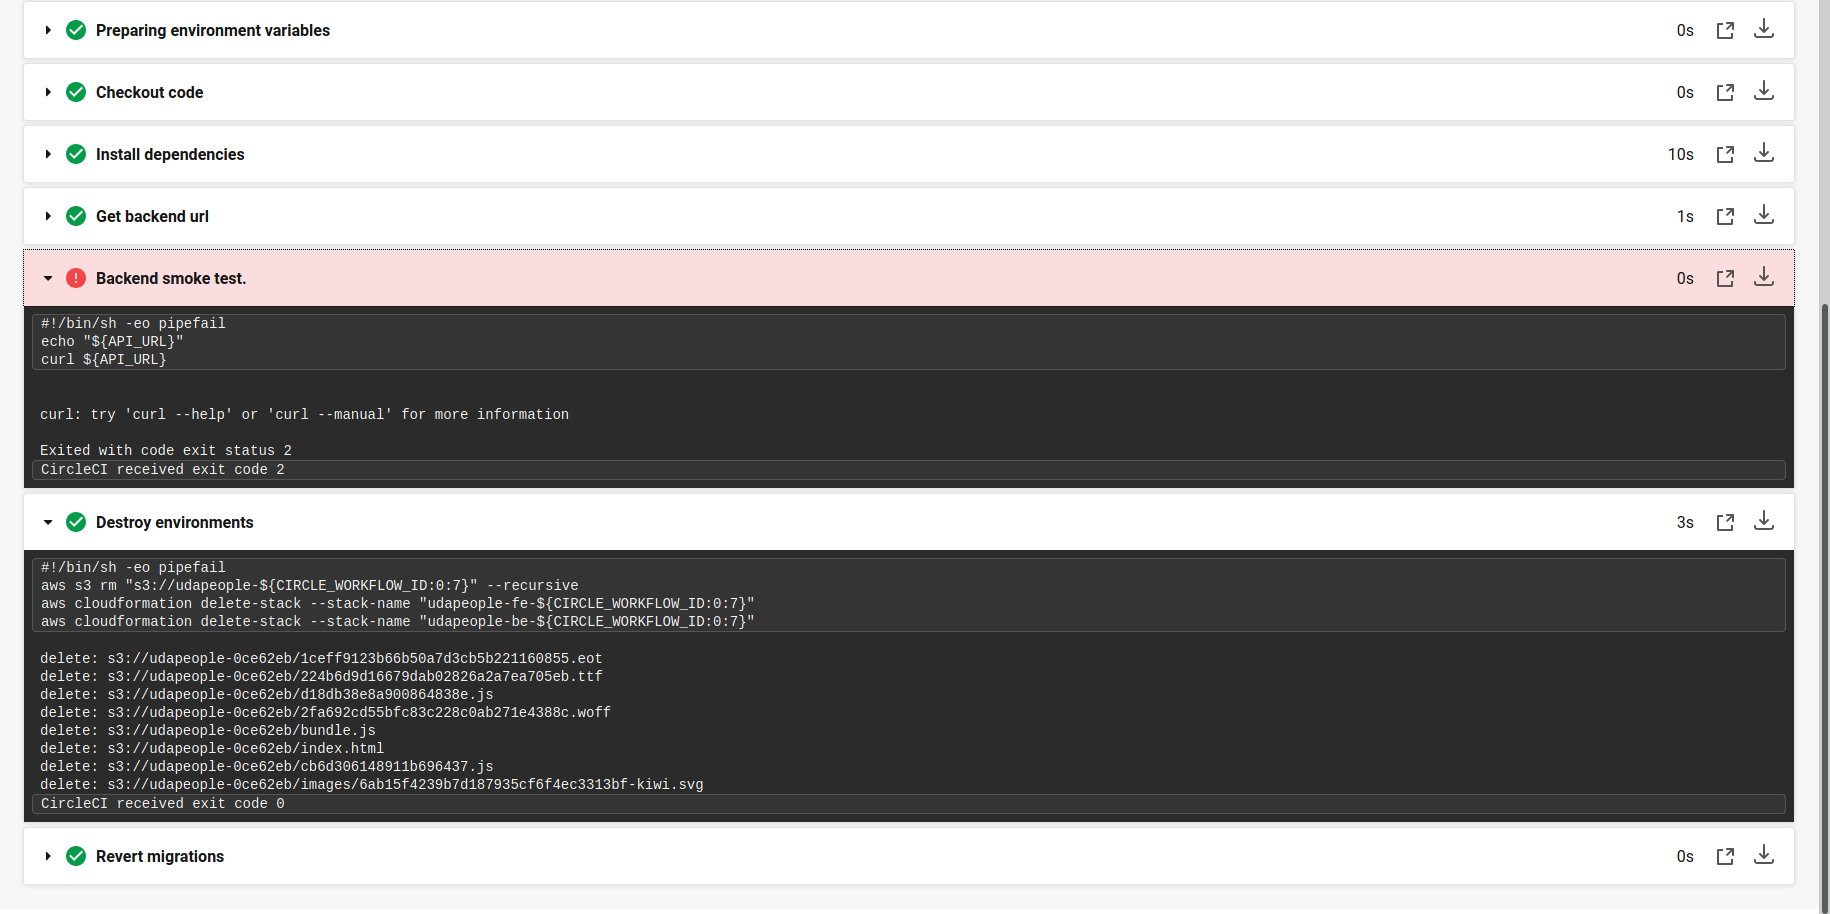 Preparing environment variables 0s
Checkout code 0s
Install dependencies 10s
Get backend url 1s
Backend smoke test. 0s
#!/bin/sh -eo pipefail
echo "${API_URL}"
curl ${API_URL}
curl: try 'curl --help' or 'curl --manual' for more information
Exited with code exit status 2
CircleCI received exit code 2
Destroy environments 3s
#!/bin/sh -eo pipefail
aws s3 rm "s3://udapeople-${CIRCLE_WORKFLOW_ID:0:7}" --recursive
aws cloudformation delete-stack --stack-name "udapeople-fe-${CIRCLE_WORKFLOW_ID:0:7}"
aws cloudformation delete-stack --stack-name "udapeople-be-${CIRCLE_WORKFLOW_ID:0:7}"
delete: s3://udapeople-0ce62eb/1ceff9123b66b50a7d3cb5b221160855.eot
delete: s3://udapeople-0ce62eb/224b6d9d16679dab02826a2a7ea705eb.ttf
delete: s3://udapeople-0ce62eb/d18db38e8a900864838e.js
delete: s3://udapeople-0ce62eb/2fa692cd55bfc83c228c0ab271e4388c.woff
delete: s3://udapeople-0ce62eb/bundle.js
delete: s3://udapeople-0ce62eb/index.html
delete: s3://udapeople-0ce62eb/cb6d306148911b696437.js
delete: s3://udapeople-0ce62eb/images/6ab15f4239b7d187935cf6f4ec3313bf-kiwi.svg
CircleCI received exit code 0
Revert migrations 0s